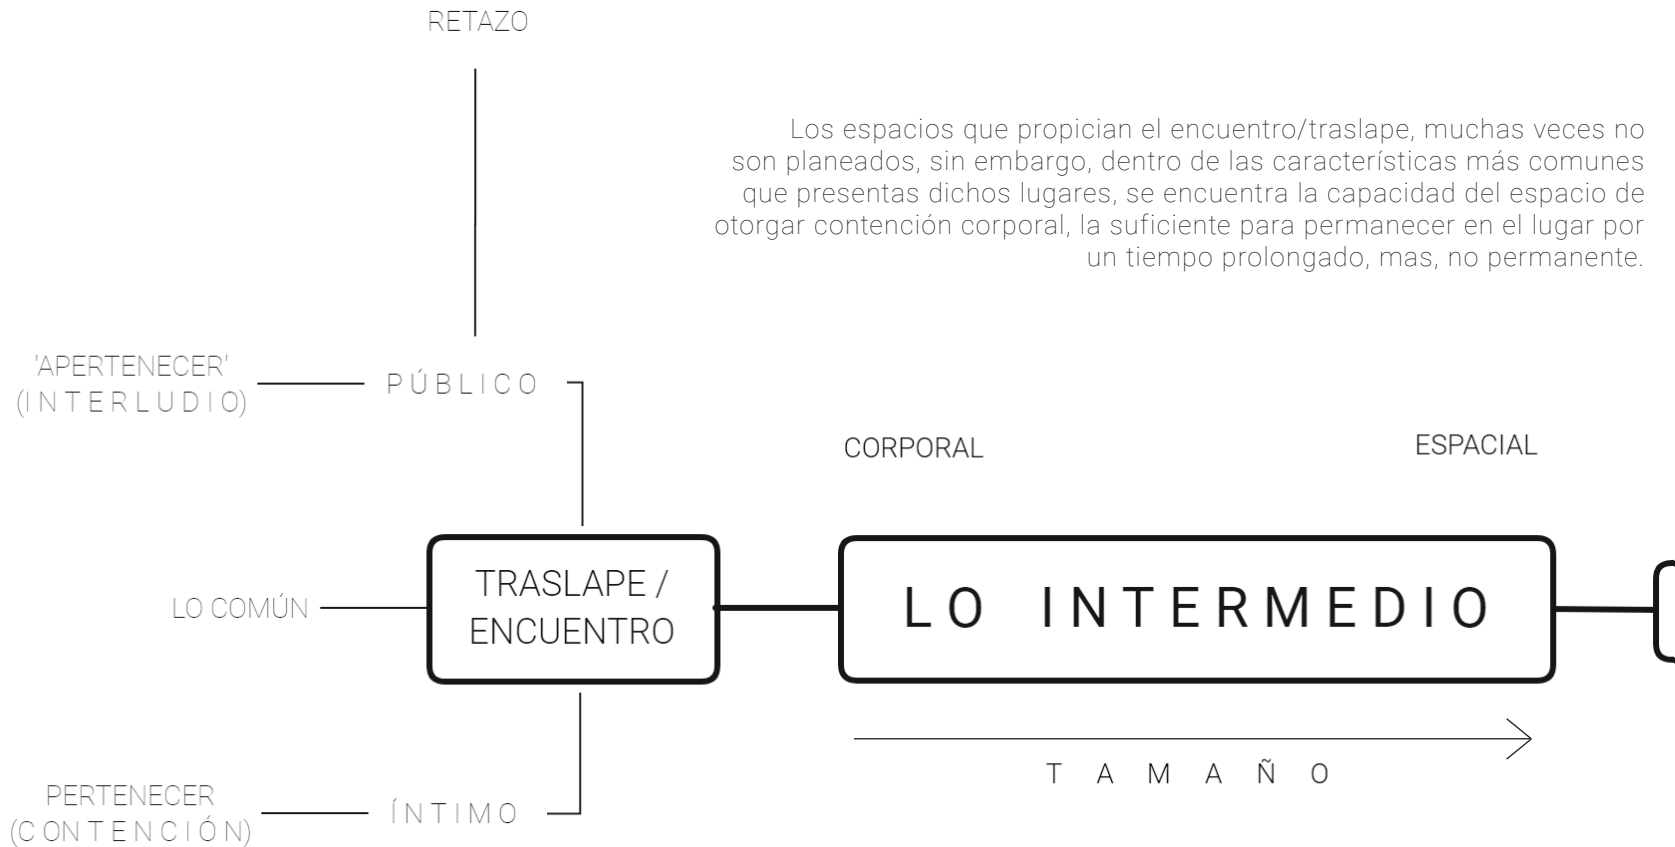 RETAZO
Los espacios que propician el encuentro/traslape, muchas veces no
son planeados, sin embargo, dentro de las características más comunes
que presentas dichos lugares, se encuentra la capacidad del espacio de
otorgar contención corporal, la suficiente para permanecer en el lugar por
un tiempo prolongado, mas, no permanente.
'APERTENECER'
(INTERLUDIO)
PÚBLICO
CORPORAL
ESPACIAL
LO COMÚN
TRASLAPE /
ENCUENTRO
LO INTERMEDIO
TAMAÑO
PERTENECER
(CONTENCIÓN)
ÍNTIMO